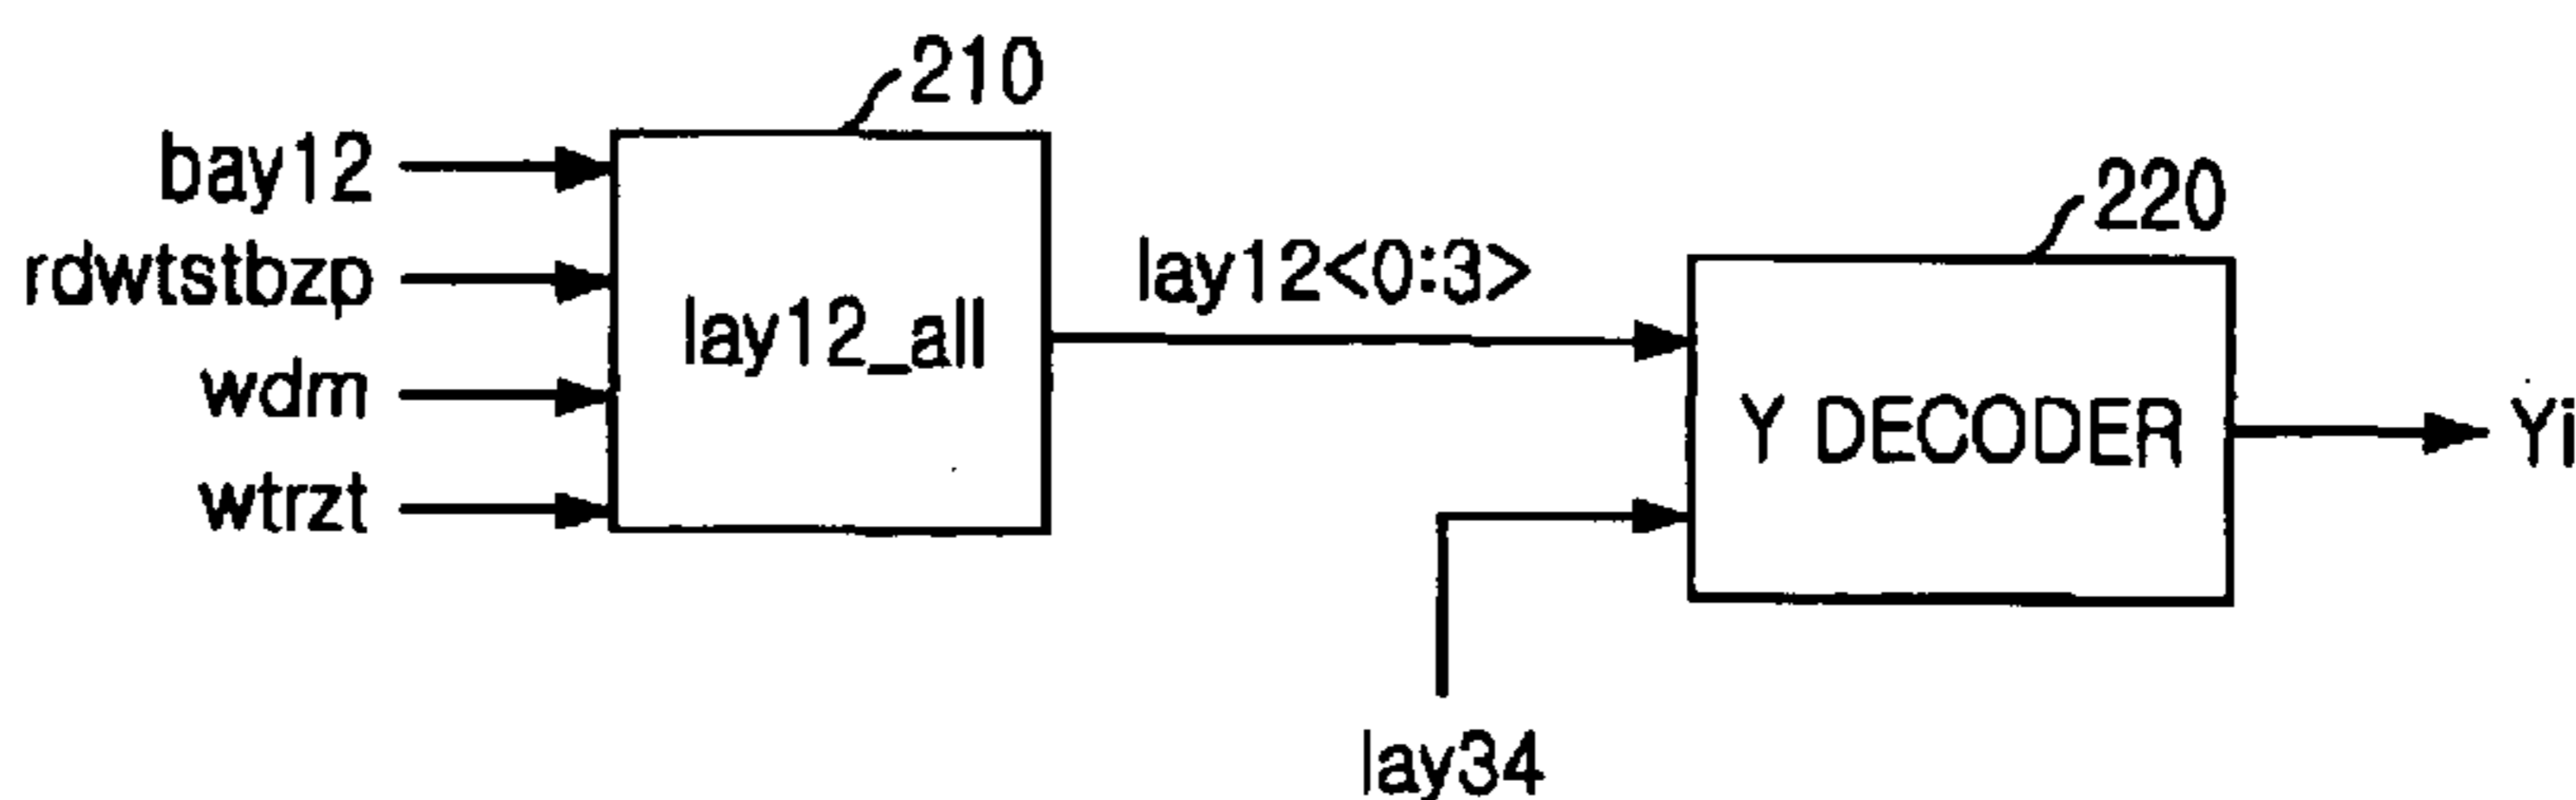 210
bay12
rdwtstbzp
wdm
wtrzt
lay12_all
lay12<0:3>
220
Y DECODER
Yi
lay34